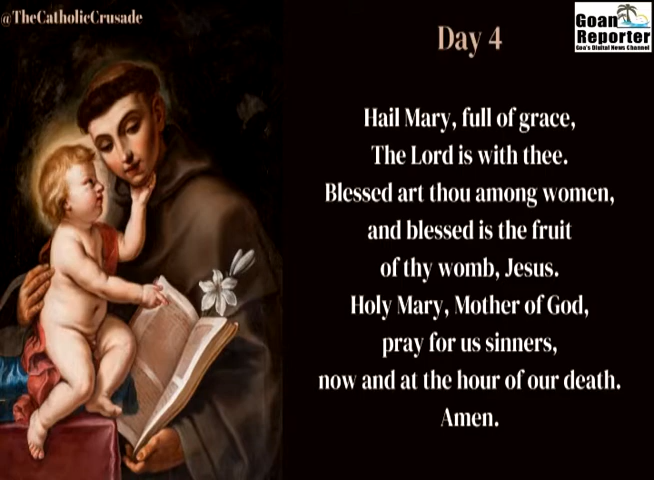 @TheCatholicCrusade
Goan
Reporter
Goa's Digital News Channel
Day 4
Hail Mary, full of grace,
The Lord is with thee.
Blessed art thou among women,
and blessed is the fruit
of thy womb, Jesus.
Holy Mary, Mother of God,
pray for us sinners,
now and at the hour of our death.
Amen.